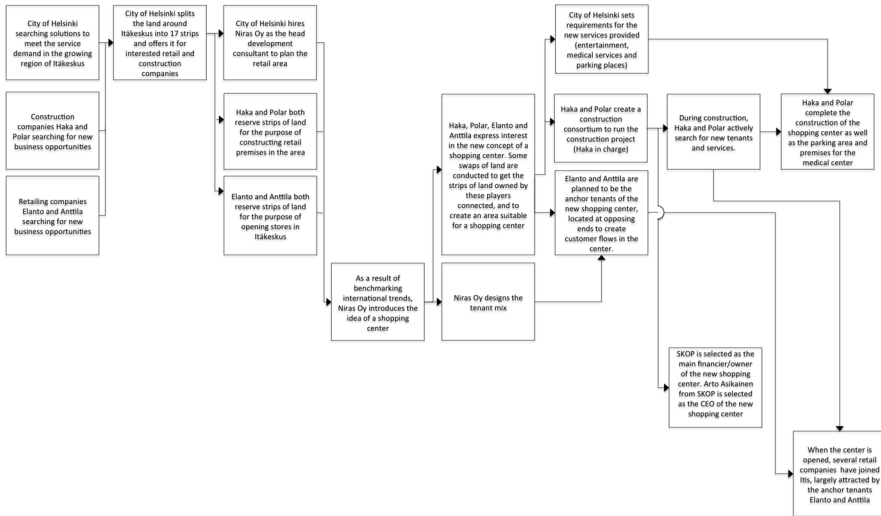 City of Helsinki
searching solutions to
meet the service
demand in the growing
region of Itäkeskus
City of Helsinki splits
the land around
Itäkeskus into 17 strips
and offers it for
interested retail and
construction
companies
City of Helsinki hires
Niras Oy as the head
development
consultant to plan the
retail area
Construction
companies Haka and
Polar searching for new
business opportunities
Haka and Polar both
reserve strips of
land for the purpose
of constructing retail
premises in the area
Retailing companies
Elanto and Anttila
searching for new
business opportunities
Elanto and Anttila both
reserve strips of land
for the purpose of
opening stores in
Itäkeskus
As a result of
benchmarking
international trends,
Niras Oy introduces the
idea of a shopping
center
Haka, Polar, Elanto and
Anttila express interest
in the new concept of a
shopping center. Some
swaps of land are
conducted to get the
strips of land owned by
these players
connected, and to
create an area suitable
for a shopping center
Niras Oy designs the
tenant mix
City of Helsinki sets
requirements for the
new services provided
(entertainment,
medical services and
parking places)
Haka and Polar create a
construction
consortium to run the
construction project
(Haka in charge)
Elanto and Anttila are
planned to be the
anchor tenants of
the new shopping center,
located at opposing
ends to create
customer flows in the
center.
During construction,
Haka and Polar actively
search for new tenants
and services.
Haka and Polar
complete the
construction of the
shopping center as well
as the parking area and
premises for the
medical center
SKOP is selected as the
main financier/owner
of the new shopping
center. Arto Asikainen
from SKOP is selected
as the CEO of the new
shopping center
When the center is
opened, several retail
companies have joined
Itis, largely attracted by
the anchor tenants
Elanto and Anttila